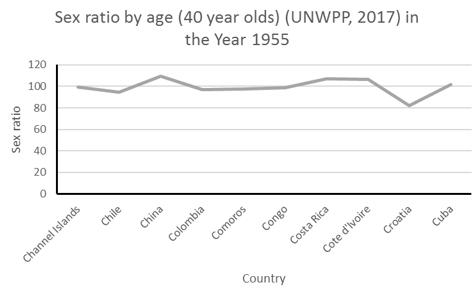 Sex ratio by age (40 year olds) (UNWPP, 2017) in
the Year 1955
120
100
80
60
40
20
0
Sex ratio
Channel Islands
Chile
China
Colombia
Comoros
Congo
Costa Rica
Cote d'Ivoire
Croatia
Cuba
Country